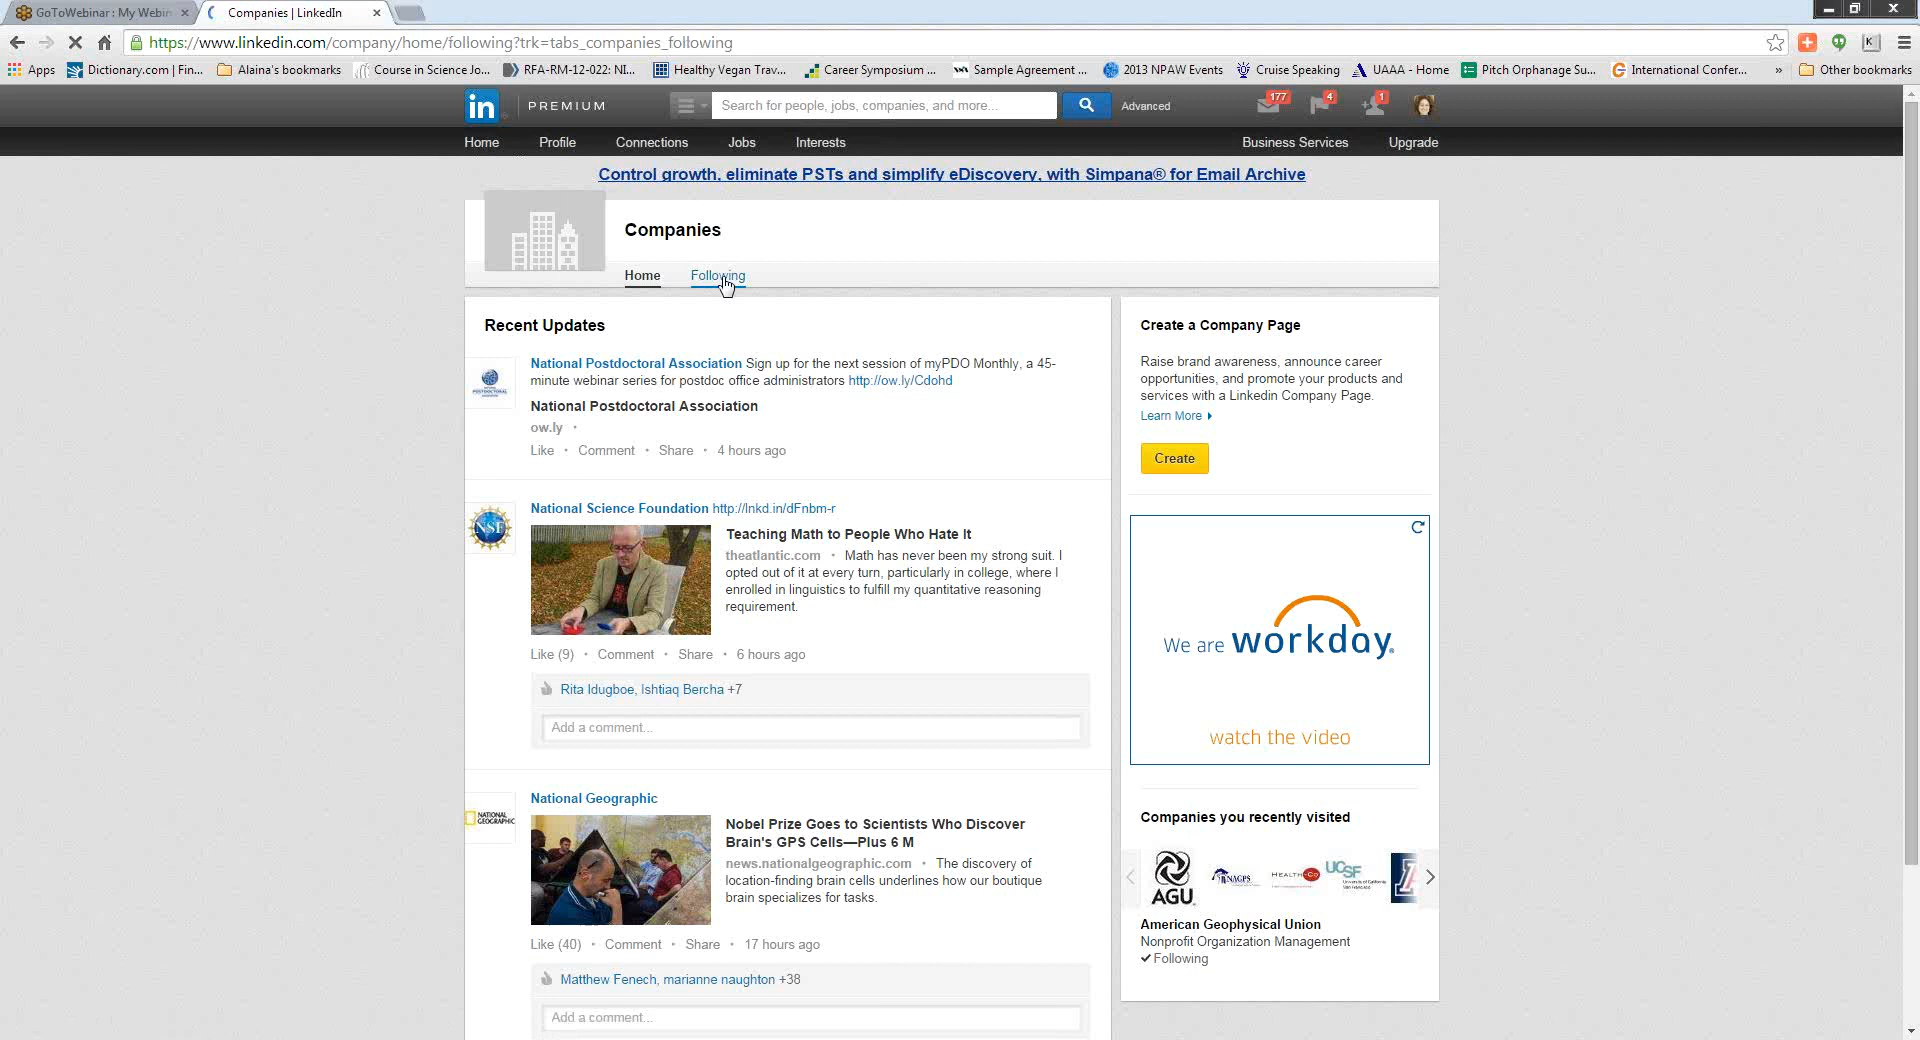 GoToWebinar : My Webin
Companies | LinkedIn
https://www.linkedin.com/company/home/following?trk=tabs_companies_following
Apps
Dictionary.com | Fin...
Alaina's bookmarks
Course in Science Jo...
RFA-RM-12-022: NI...
Healthy Vegan Trav...
Career Symposium ...
Sample Agreement ...
2013 NPAW Events
Cruise Speaking
UAAA - Home
Pitch Orphanage Su...
International Confer...
»
Other bookmarks
in
PREMIUM
Search for people, jobs, companies, and more...
Advanced
177
4
1
Home
Profile
Connections
Jobs
Interests
Business Services
Upgrade
Control growth, eliminate PSTs and simplify eDiscovery, with Simpana® for Email Archive
Companies
Home
Following
Recent Updates
National Postdoctoral Association Sign up for the next session of myPDO Monthly, a 45-
minute webinar series for postdoc office administrators http://ow.ly/Cdohd
National Postdoctoral Association
ow.ly •
Like • Comment • Share • 4 hours ago
NSF
National Science Foundation http://lnkd.in/dFnbm-r
Teaching Math to People Who Hate It
theatlantic.com • Math has never been my strong suit. I
opted out of it at every turn, particularly in college, where I
enrolled in linguistics to fulfill my quantitative reasoning
requirement.
Like (9) • Comment • Share • 6 hours ago
Rita Idugboe, Ishtiaq Bercha +7
Add a comment...
NATIONAL
GEOGRAPHIC
National Geographic
Nobel Prize Goes to Scientists Who Discover
Brain's GPS Cells—Plus 6 M
news.nationalgeographic.com • The discovery of
location-finding brain cells underlines how our boutique
brain specializes for tasks.
Like (40) • Comment • Share • 17 hours ago
Matthew Fenech, marianne naughton +38
Add a comment...
Create a Company Page
Raise brand awareness, announce career
opportunities, and promote your products and
services with a Linkedin Company Page.
Learn More
Create
We are workday.
watch the video
Companies you recently visited
AGU
NAGPS
HEALTH-CO
UCSF
A
American Geophysical Union
Nonprofit Organization Management
Following